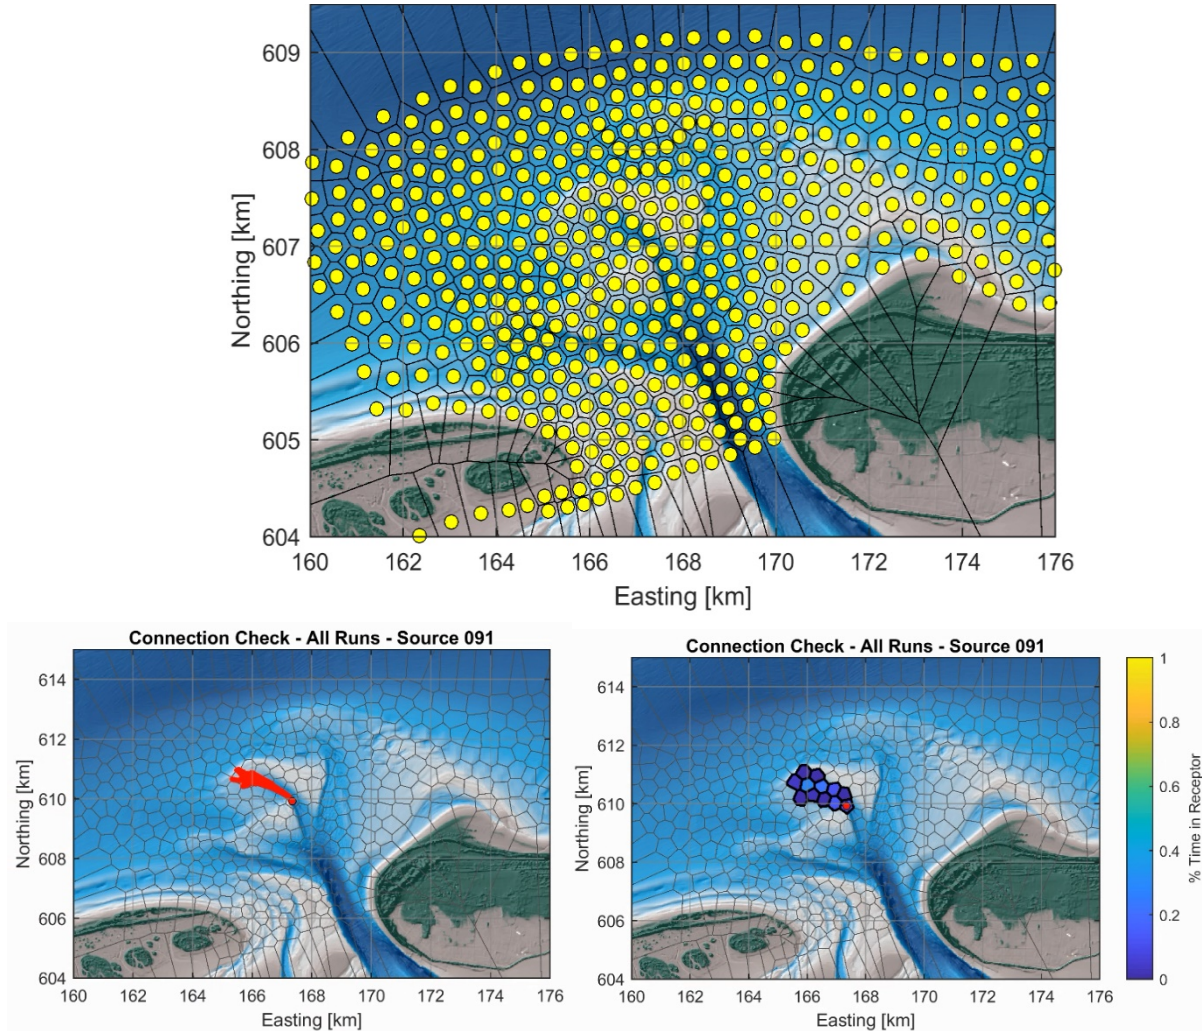 609
608
607
606
605
604
Northing [km]
160 162 164 166 168 170 172 174 176
Easting [km]
Connection Check - All Runs - Source 091
614
612
610
608
606
604
Northing [km]
160 162 164 166 168 170 172 174 176
Easting [km]
Connection Check - All Runs - Source 091
614
612
610
608
606
604
Northing [km]
160 162 164 166 168 170 172 174 176
Easting [km]
1
0.8
0.6
0.4
0.2
0
% Time in Receptor